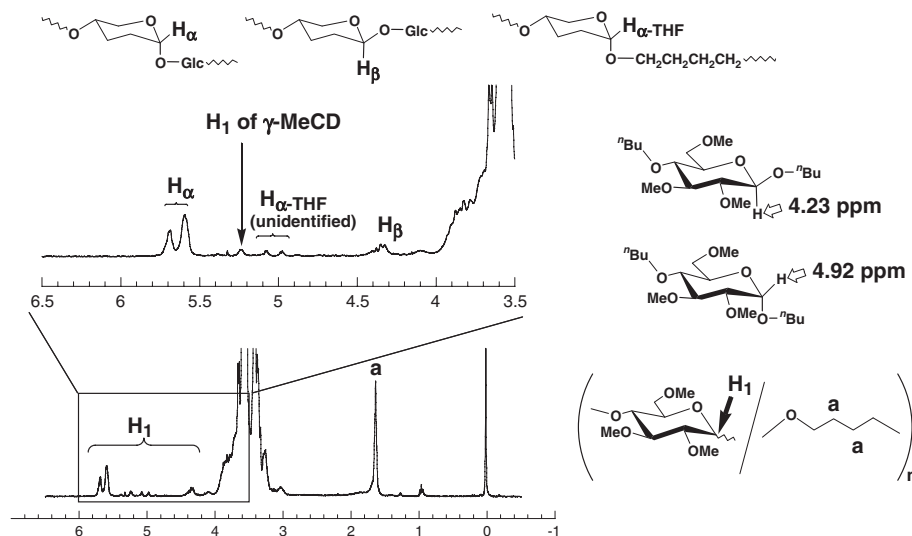 Hα
O
O
O
Glc
O
O
O
Glc
Hβ
O
O
Hα-THF
O
CH2CH2CH2CH2
H1 of γ-MeCD
Hα
Hα-THF
(unidentified)
Hβ
6.5 6 5.5 5 4.5 4 3.5
H1
a
6 5 4 3 2 1 0 -1
nBu
OMe
O
O
O
nBu
MeO
OMe
H
4.23 ppm
nBu
OMe
O
O
H
4.92 ppm
MeO
OMe
O
nBu
OMe
H1
O
O
MeO
OMe
a
O
a
n